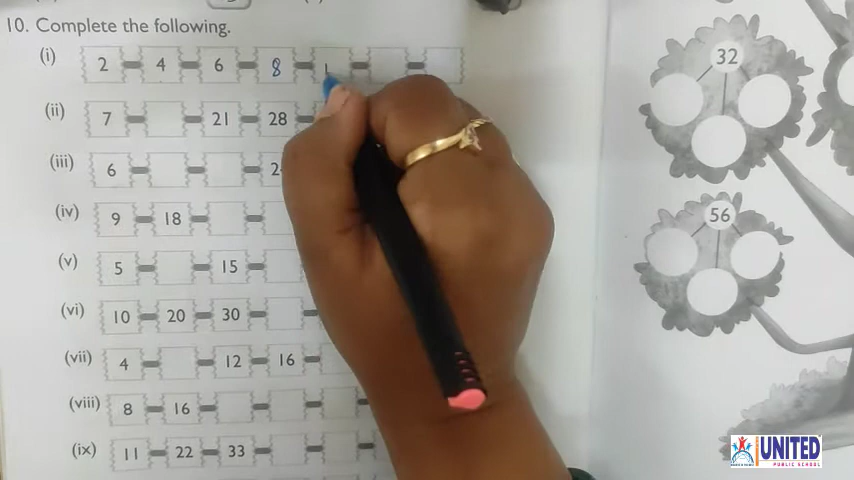 10. Complete the following.
(i) 2 4 6 8 1
(ii) 7 21 28
(iii) 6 2
(iv) 9 18
(v) 5 15
(vi) 10 20 30
(vii) 4 12 16
(viii) 8 16
(ix) 11 22 33
32
56
UNITED
PUBLIC SCHOOL